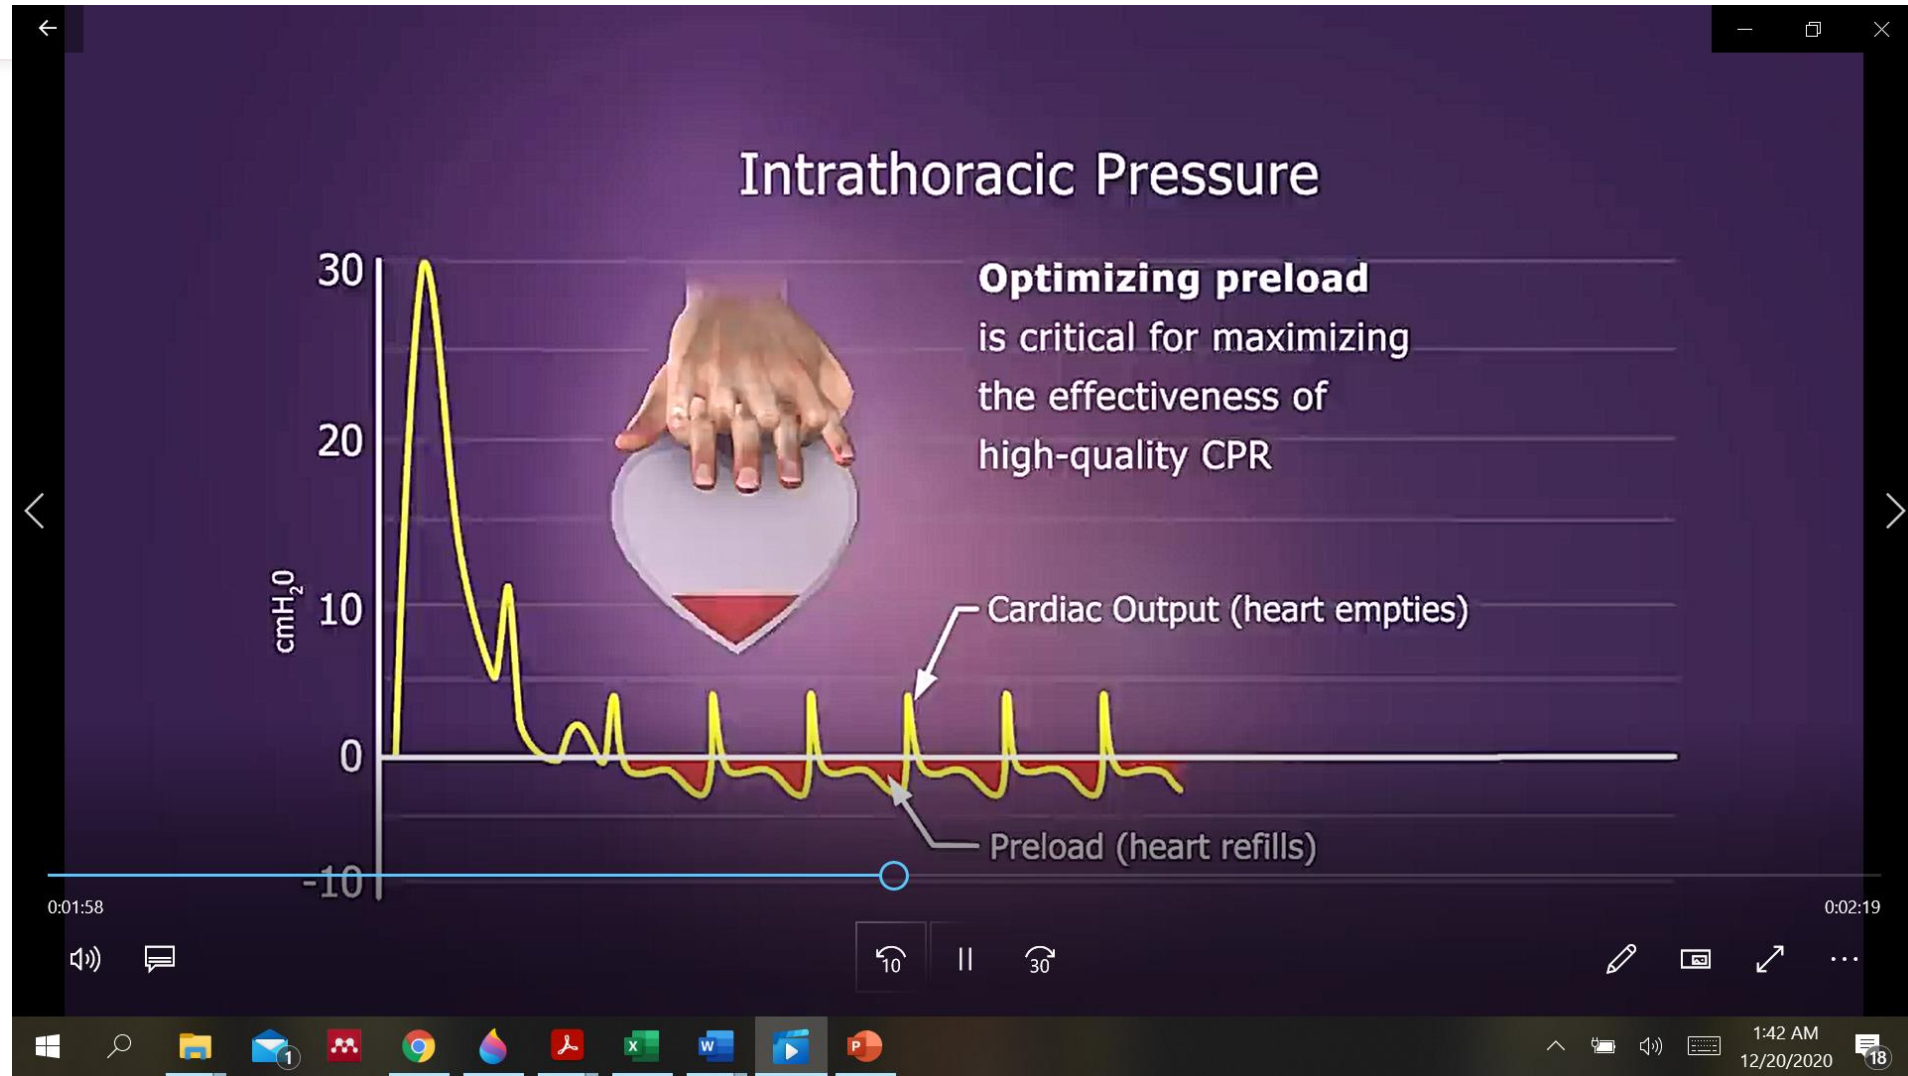 Intrathoracic Pressure
30
20
10
0
-10
cmH₂0
Optimizing preload
is critical for maximizing
the effectiveness of
high-quality CPR
Cardiac Output (heart empties)
Preload (heart refills)
0:01:58
0:02:19
10
30
1
X
W
P
1:42 AM
12/20/2020
18